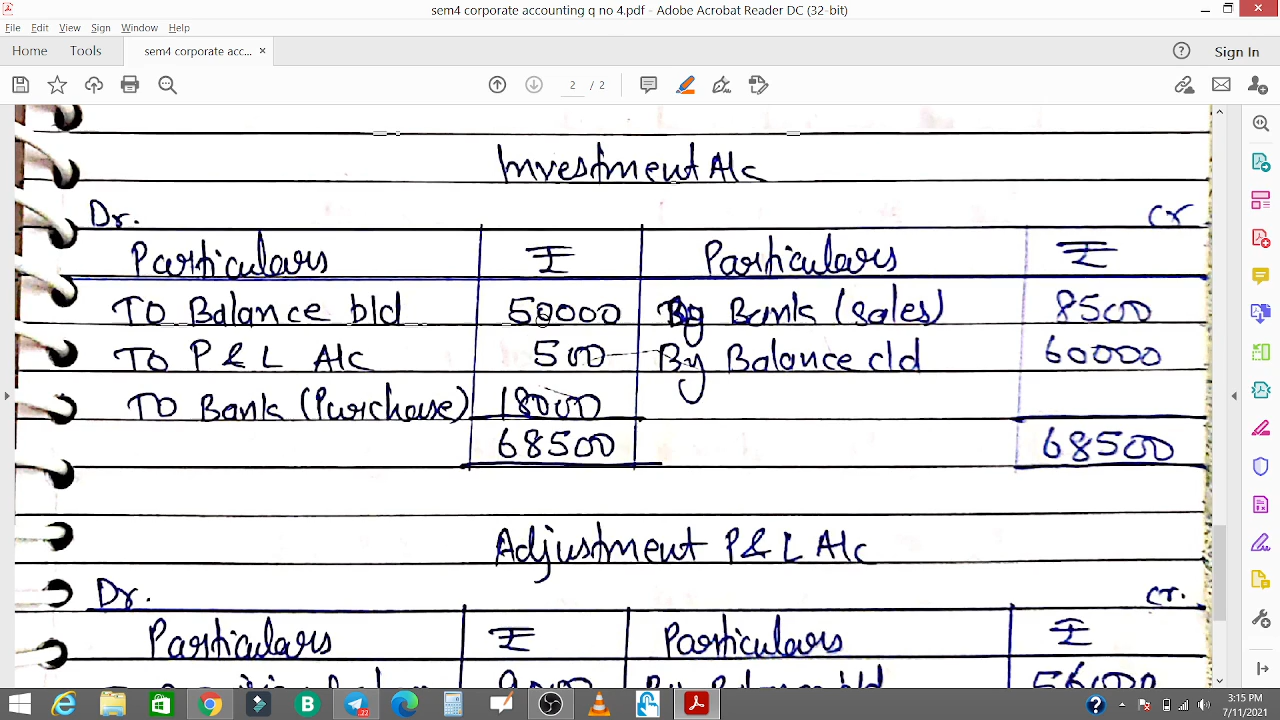 sem4 corporate accounting q no 4.pdf - Adobe Acrobat Reader DC (32-bit)
File Edit View Sign Window Help
Home Tools sem4 corporate acc... × Sign In
2 / 2
Investment A/c
Dr. Cr
Particulars ₹ Particulars ₹
To Balance b/d 50000 By Bank (sales) 8500
To P & L A/c 500 By Balance c/d 60000
To Bank (Purchase) 18000
68500 68500
Adjustment P & L A/c
Dr. Cr.
Particulars ₹ Particulars ₹
By Balance b/d 56000
3:15 PM
7/11/2021